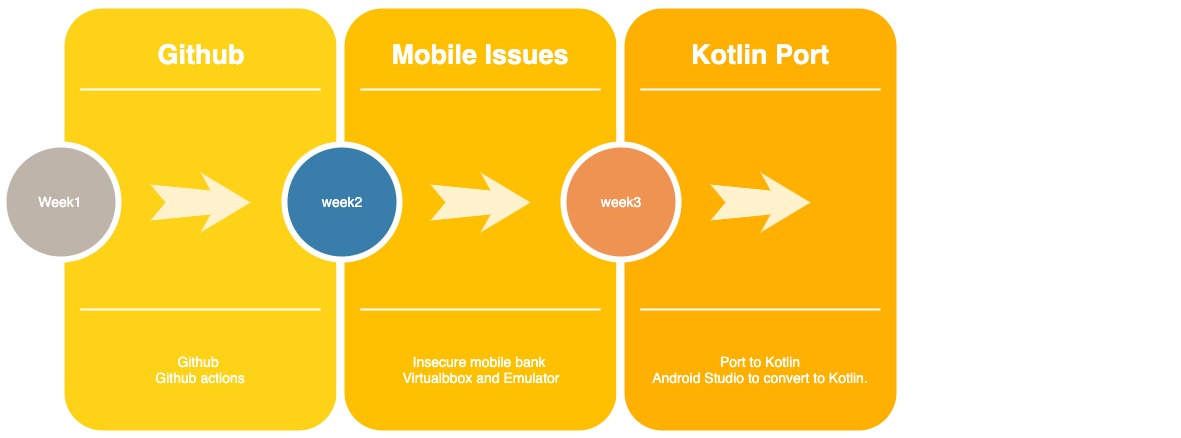 Github
Mobile Issues
Kotlin Port
Week1
week2
week3
Github
Github actions
Insecure mobile bank
Virtualbbox and Emulator
Port to Kotlin
Android Studio to convert to Kotlin.